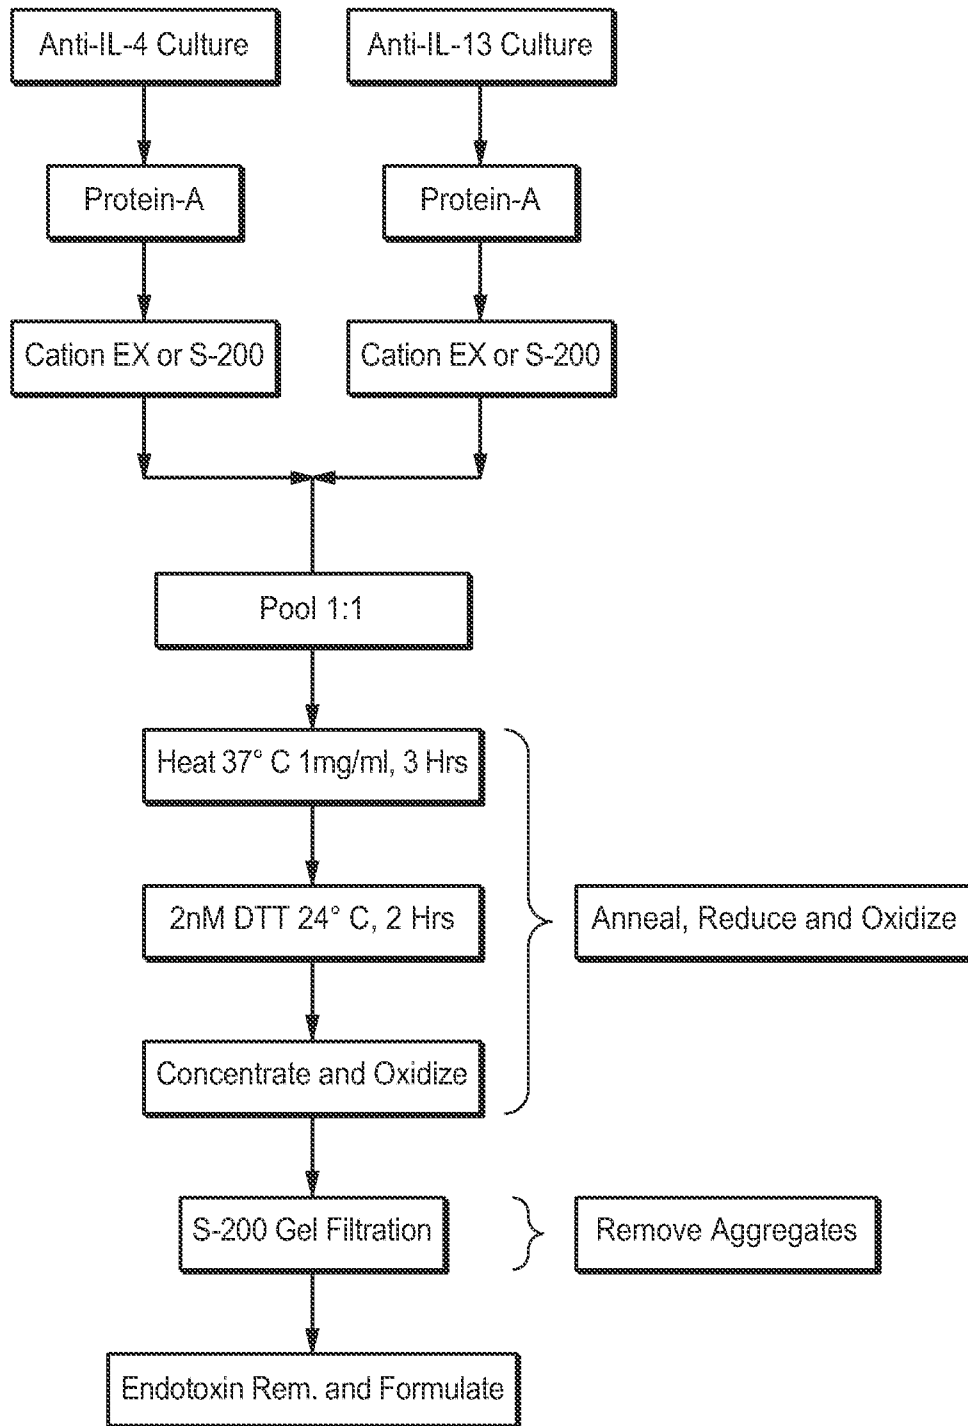 Anti-IL-4 Culture
Anti-IL-13 Culture
Protein-A
Protein-A
Cation EX or S-200
Cation EX or S-200
Pool 1:1
Heat 37° C 1mg/ml, 3 Hrs
2nM DTT 24° C, 2 Hrs
Anneal, Reduce and Oxidize
Concentrate and Oxidize
S-200 Gel Filtration
Remove Aggregates
Endotoxin Rem. and Formulate